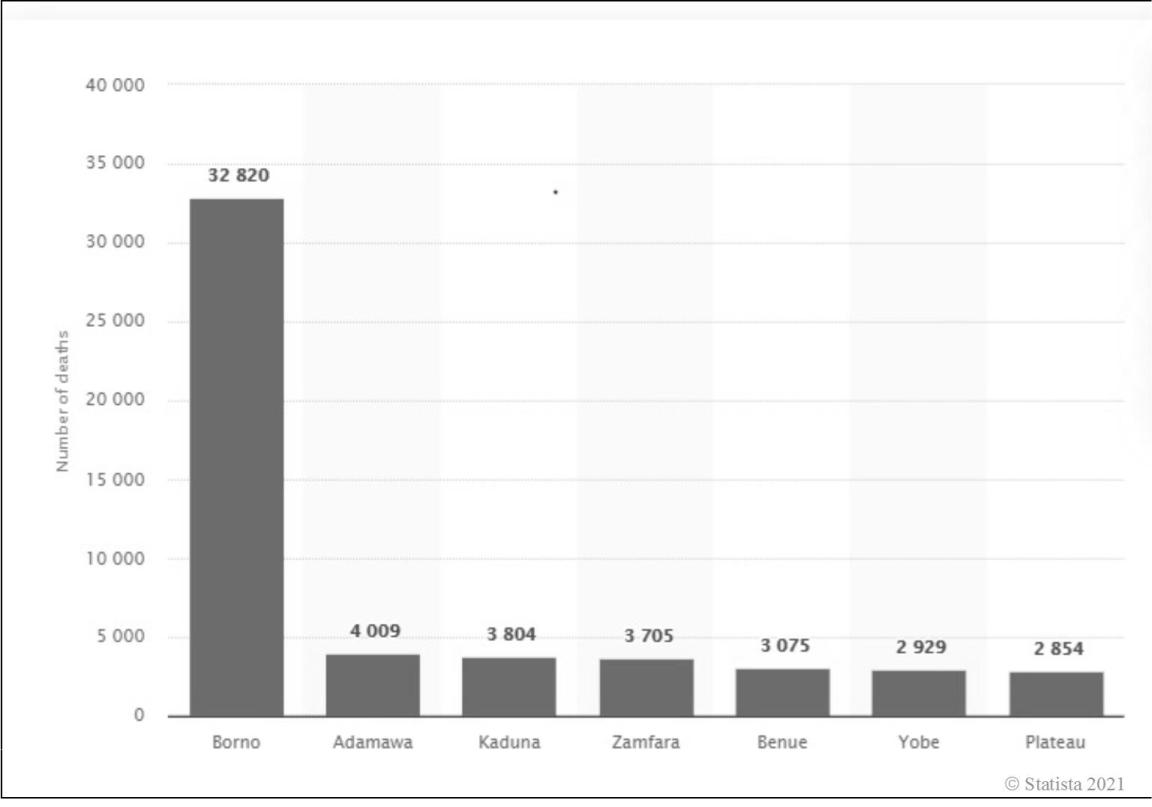 40 000
35 000
30 000
25 000
20 000
15 000
10 000
5 000
0
Number of deaths
32 820
4 009
3 804
3 705
3 075
2 929
2 854
Borno
Adamawa
Kaduna
Zamfara
Benue
Yobe
Plateau
© Statista 2021